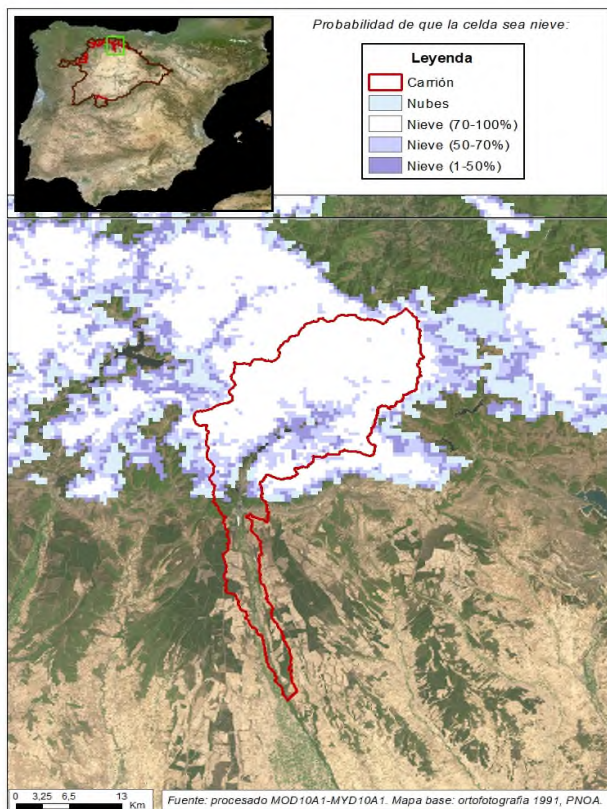 Probabilidad de que la celda sea nieve:
Leyenda
Carrión
Nubes
Nieve (70-100%)
Nieve (50-70%)
Nieve (1-50%)
0 3,25 6,5 13
Km
Fuente: procesado MOD10A1-MYD10A1. Mapa base: ortofotografia 1991, PNOA